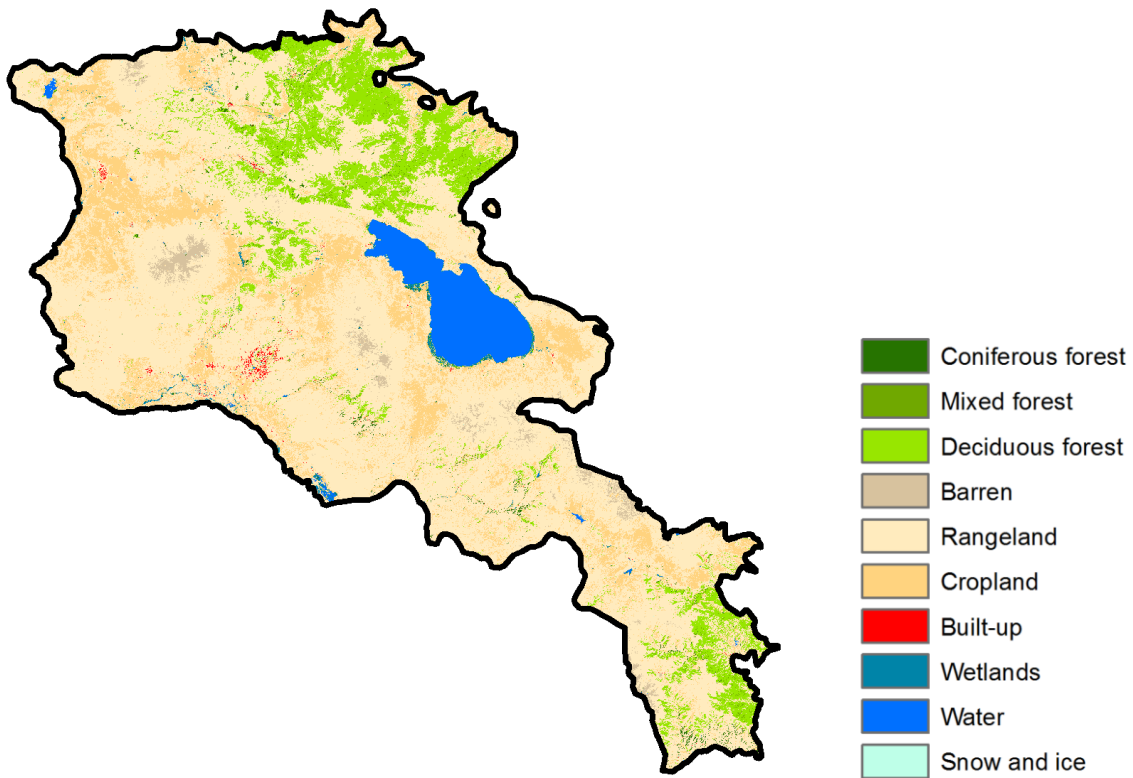 Coniferous forest
Mixed forest
Deciduous forest
Barren
Rangeland
Cropland
Built-up
Wetlands
Water
Snow and ice